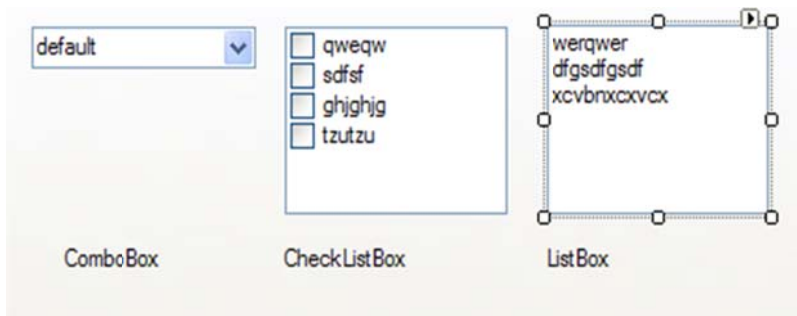 default
qweqw
sdfsf
ghjghjg
tzutzu
werqwer
dfgsdfgsdf
xcvbnxcxvcx
ComboBox
CheckListBox
ListBox